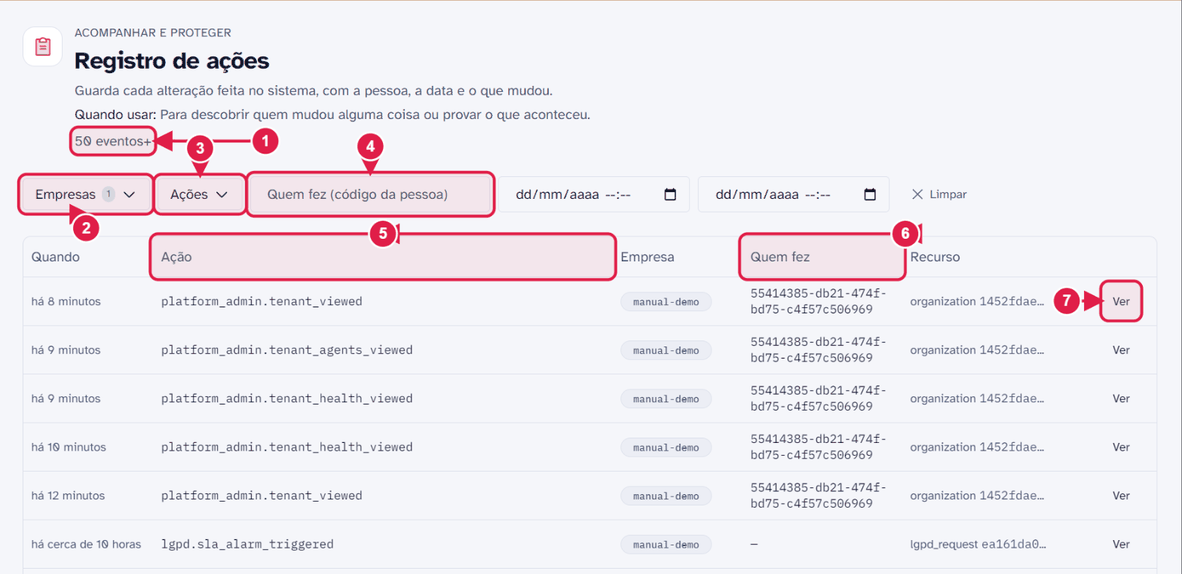 ACOMPANHAR E PROTEGER
Registro de ações
Guarda cada alteração feita no sistema, com a pessoa, a data e o que mudou.
Quando usar: Para descobrir quem mudou alguma coisa ou provar o que aconteceu.
50 eventos+ 1
3 4
Empresas 1 Ações Quem fez (código da pessoa) dd/mm/aaaa --:-- dd/mm/aaaa --:-- Limpar
2 5 6
Quando Ação Empresa Quem fez Recurso
há 8 minutos platform_admin.tenant_viewed manual-demo 55414385-db21-474f-bd75-c4f57c506969 organization 1452fdae… 7 Ver
há 9 minutos platform_admin.tenant_agents_viewed manual-demo 55414385-db21-474f-bd75-c4f57c506969 organization 1452fdae… Ver
há 9 minutos platform_admin.tenant_health_viewed manual-demo 55414385-db21-474f-bd75-c4f57c506969 organization 1452fdae… Ver
há 10 minutos platform_admin.tenant_health_viewed manual-demo 55414385-db21-474f-bd75-c4f57c506969 organization 1452fdae… Ver
há 12 minutos platform_admin.tenant_viewed manual-demo 55414385-db21-474f-bd75-c4f57c506969 organization 1452fdae… Ver
há cerca de 10 horas lgpd.sla_alarm_triggered manual-demo — lgpd_request ea161da0… Ver